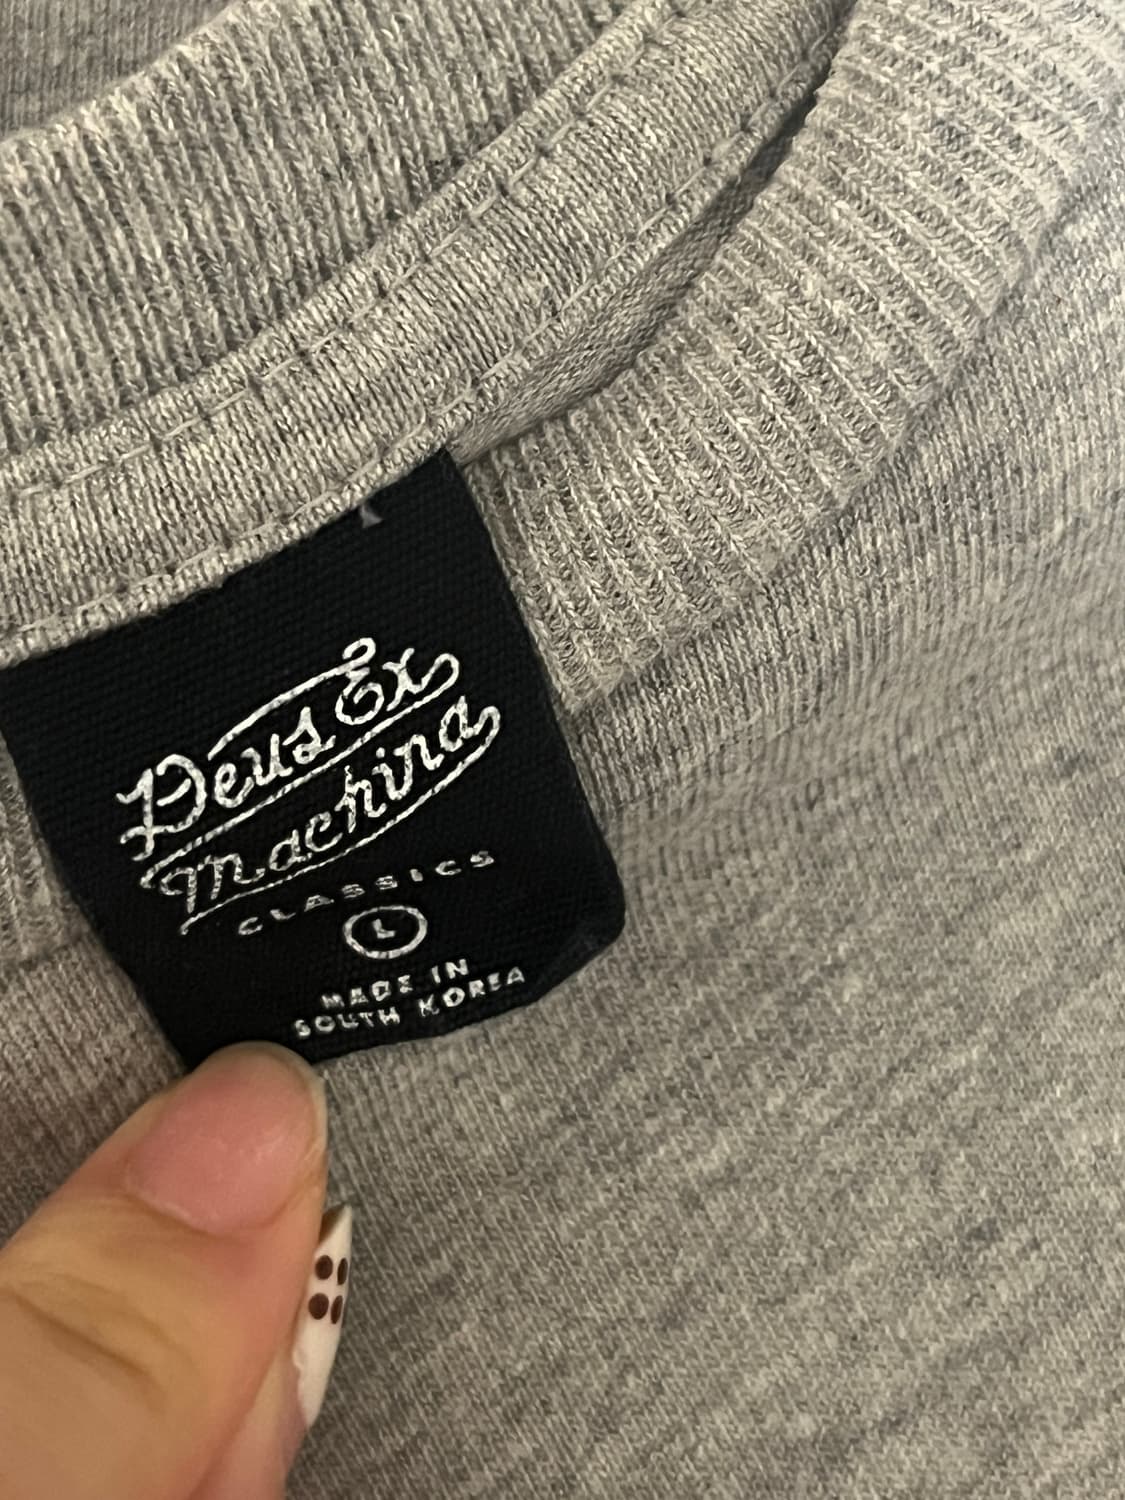 Deus Ex
Machina
CLASSICS
L
MADE IN
SOUTH KOREA